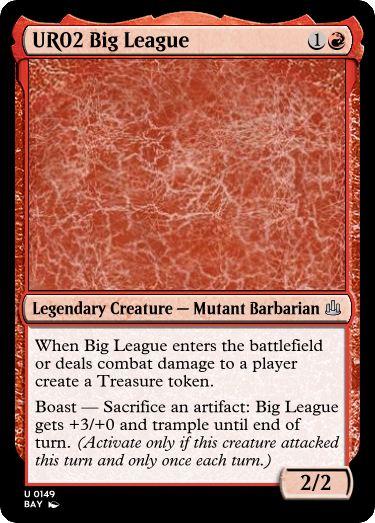 UR02 Big League 1
Legendary Creature — Mutant Barbarian
When Big League enters the battlefield
or deals combat damage to a player
create a Treasure token.
Boast — Sacrifice an artifact: Big League
gets +3/+0 and trample until end of
turn. (Activate only if this creature attacked
this turn and only once each turn.)
2/2
U 0149
BAY